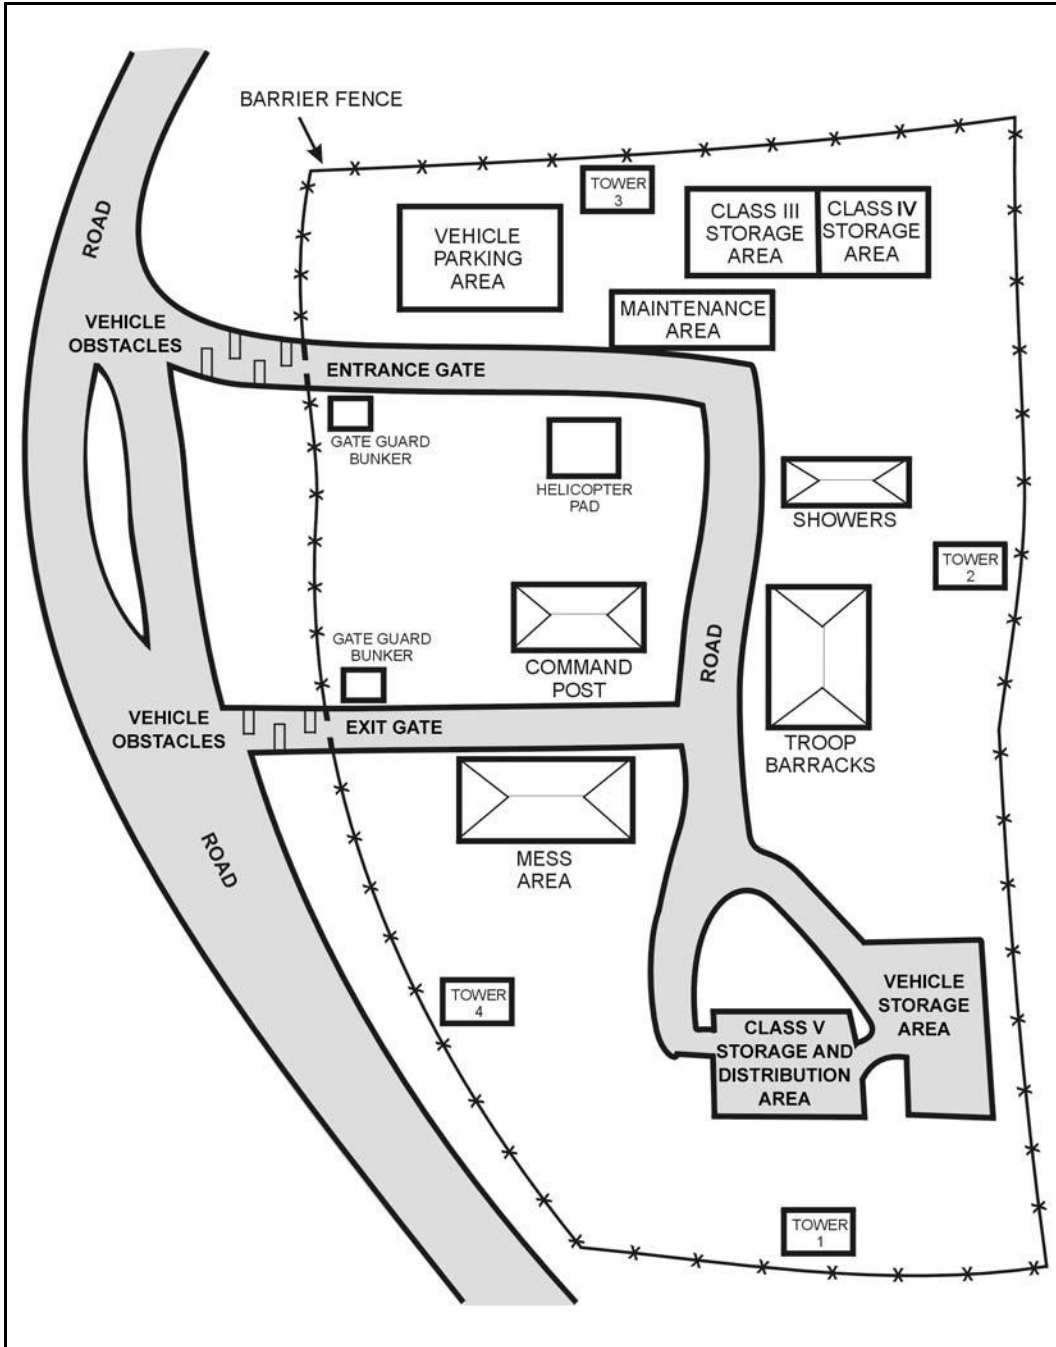 BARRIER FENCE
TOWER
3
CLASS III
STORAGE
AREA
CLASS IV
STORAGE
AREA
VEHICLE
PARKING
AREA
ROAD
MAINTENANCE
AREA
VEHICLE
OBSTACLES
ENTRANCE GATE
GATE GUARD
BUNKER
HELICOPTER
PAD
SHOWERS
TOWER
2
GATE GUARD
BUNKER
COMMAND
POST
ROAD
VEHICLE
OBSTACLES
EXIT GATE
TROOP
BARRACKS
ROAD
MESS
AREA
TOWER
4
VEHICLE
STORAGE
AREA
CLASS V
STORAGE AND
DISTRIBUTION
AREA
TOWER
1